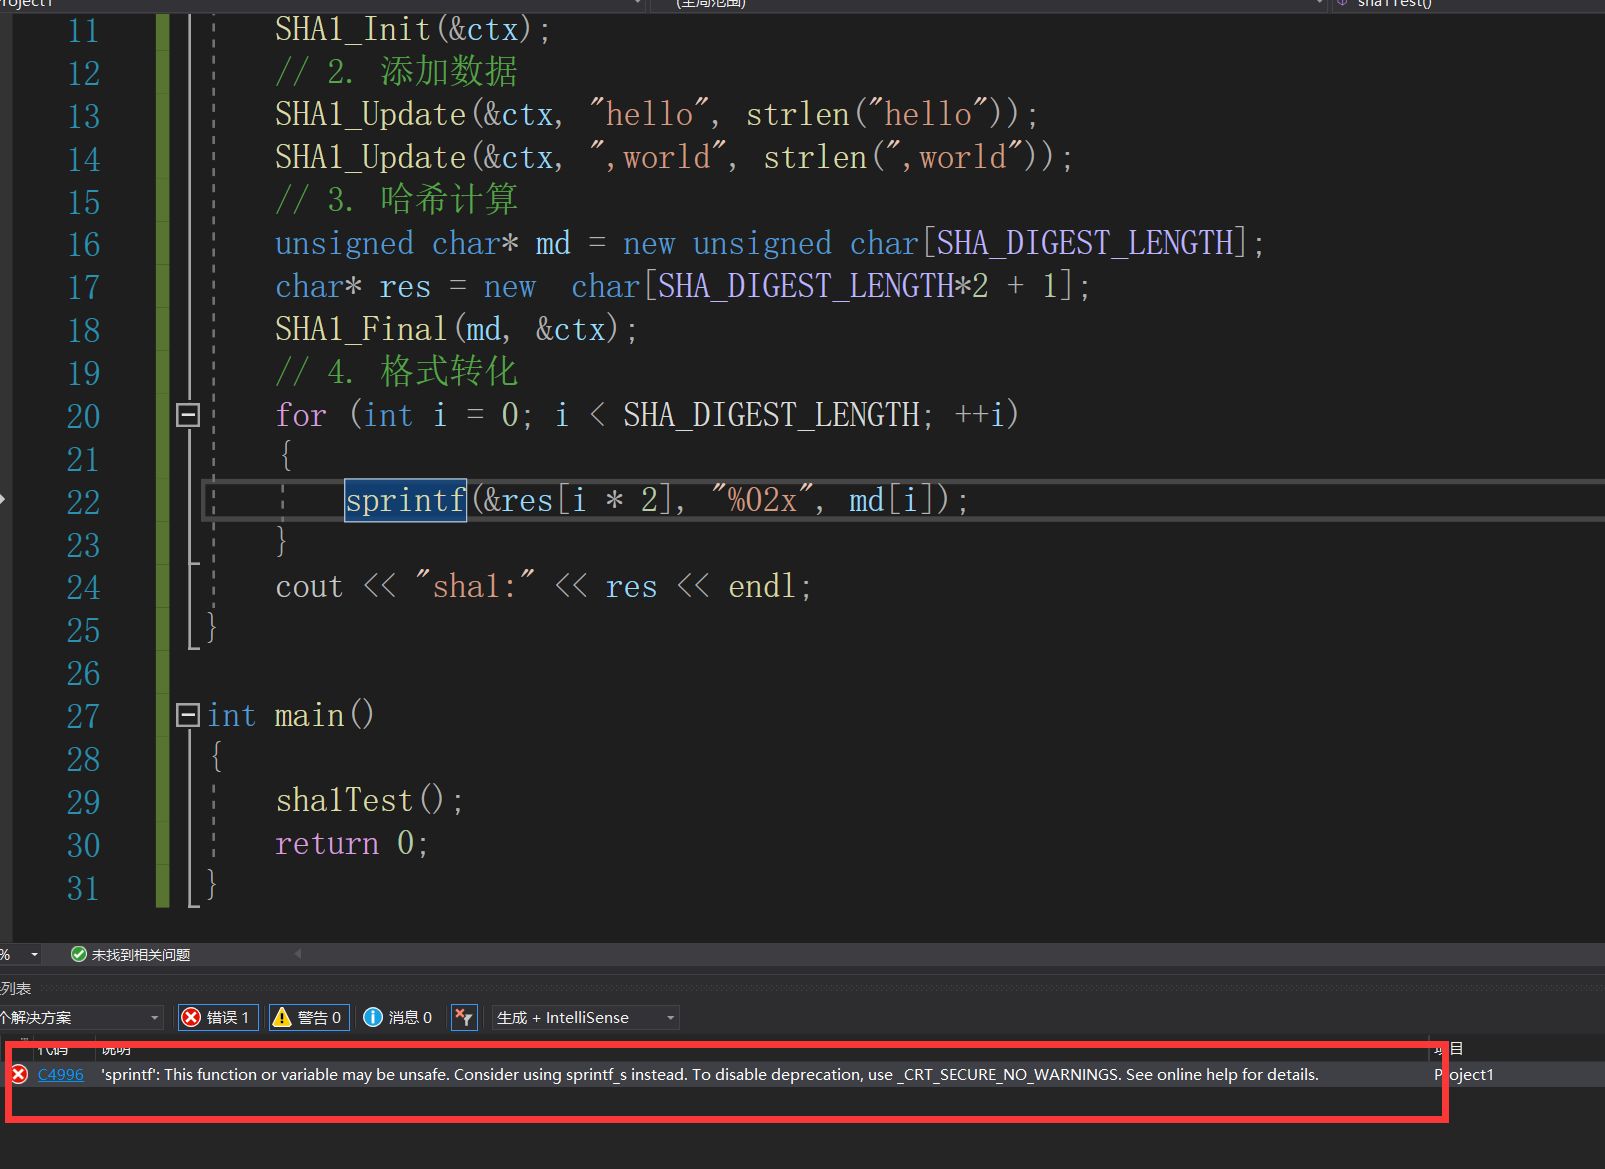 (全局范围)
sha1Test()
11 SHA1_Init(&ctx);
12 // 2. 添加数据
13 SHA1_Update(&ctx, "hello", strlen("hello"));
14 SHA1_Update(&ctx, ",world", strlen(",world"));
15 // 3. 哈希计算
16 unsigned char* md = new unsigned char[SHA_DIGEST_LENGTH];
17 char* res = new  char[SHA_DIGEST_LENGTH*2 + 1];
18 SHA1_Final(md, &ctx);
19 // 4. 格式转化
20 for (int i = 0; i < SHA_DIGEST_LENGTH; ++i)
21 {
22 sprintf(&res[i * 2], "%02x", md[i]);
23 }
24 cout << "sha1:" << res << endl;
25 }
26
27 int main()
28 {
29 sha1Test();
30 return 0;
31 }
% 未找到相关问题
列表
个解决方案 错误 1 警告 0 消息 0 生成 + IntelliSense
代码 说明 项目
C4996 'sprintf': This function or variable may be unsafe. Consider using sprintf_s instead. To disable deprecation, use _CRT_SECURE_NO_WARNINGS. See online help for details. Project1